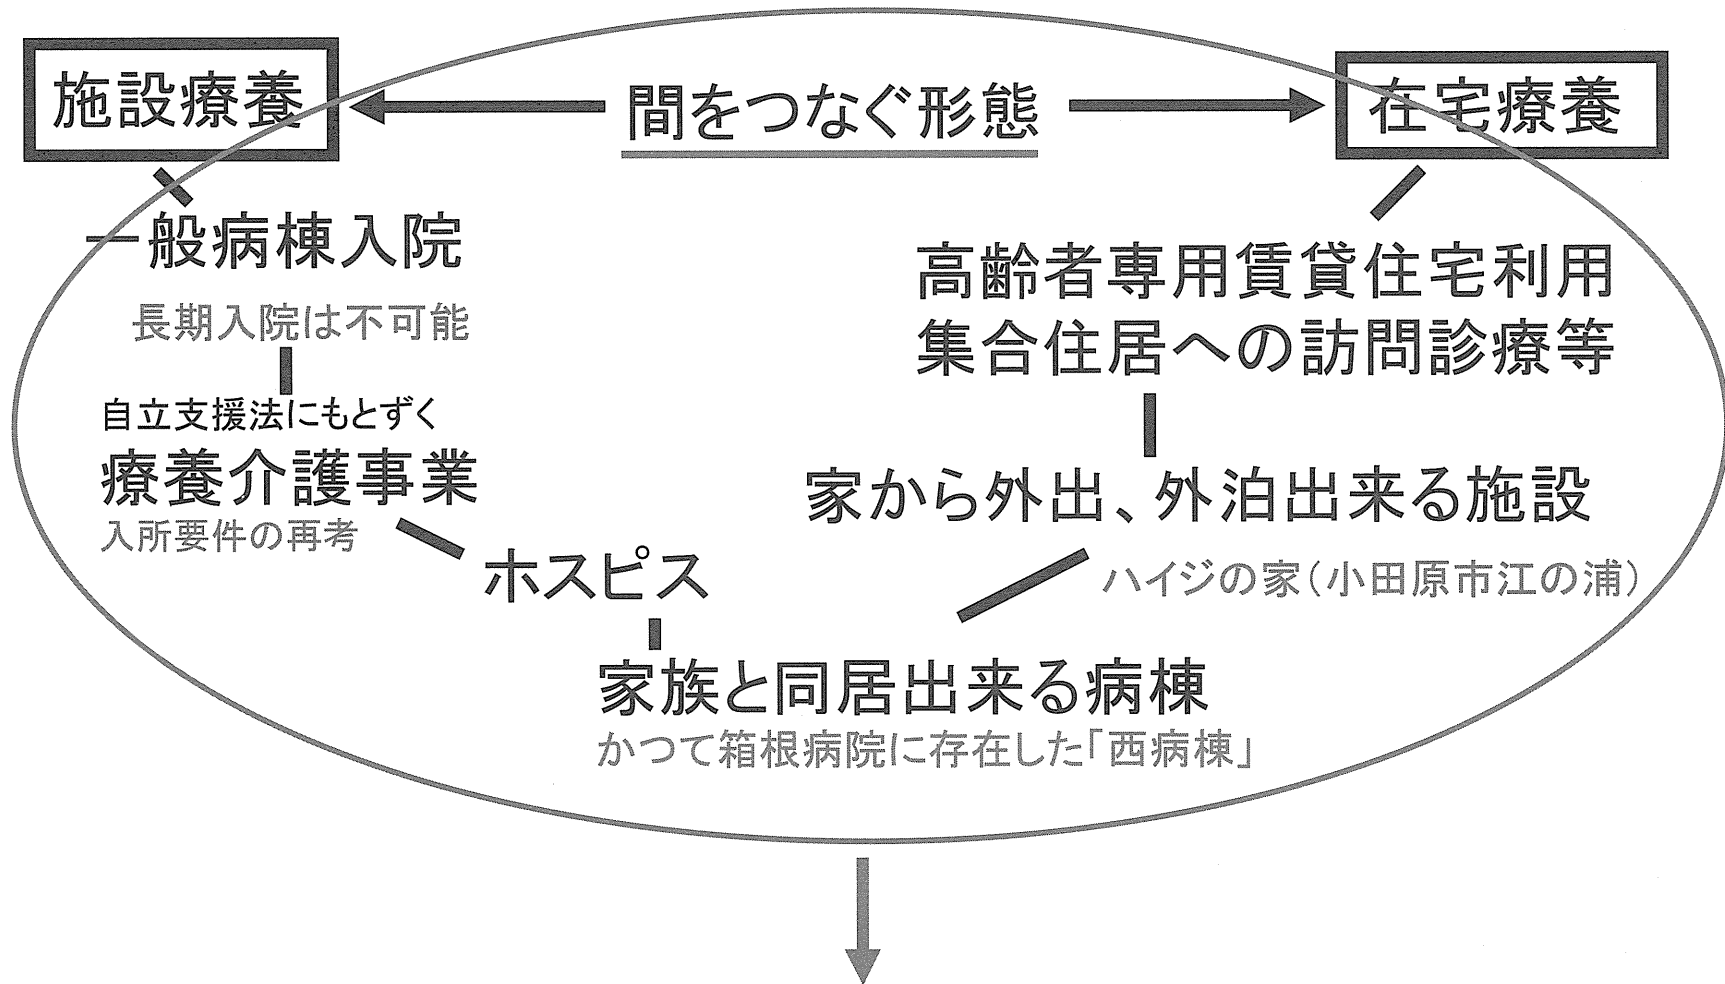 施設療養
間をつなぐ形態
在宅療養
一般病棟入院
長期入院は不可能
自立支援法にもとずく
療養介護事業
入所要件の再考
ホスピス
高齢者専用賃貸住宅利用
集合住居への訪問診療等
家から外出、外泊出来る施設
ハイジの家(小田原市江の浦)
家族と同居出来る病棟
かつて箱根病院に存在した「西病棟」